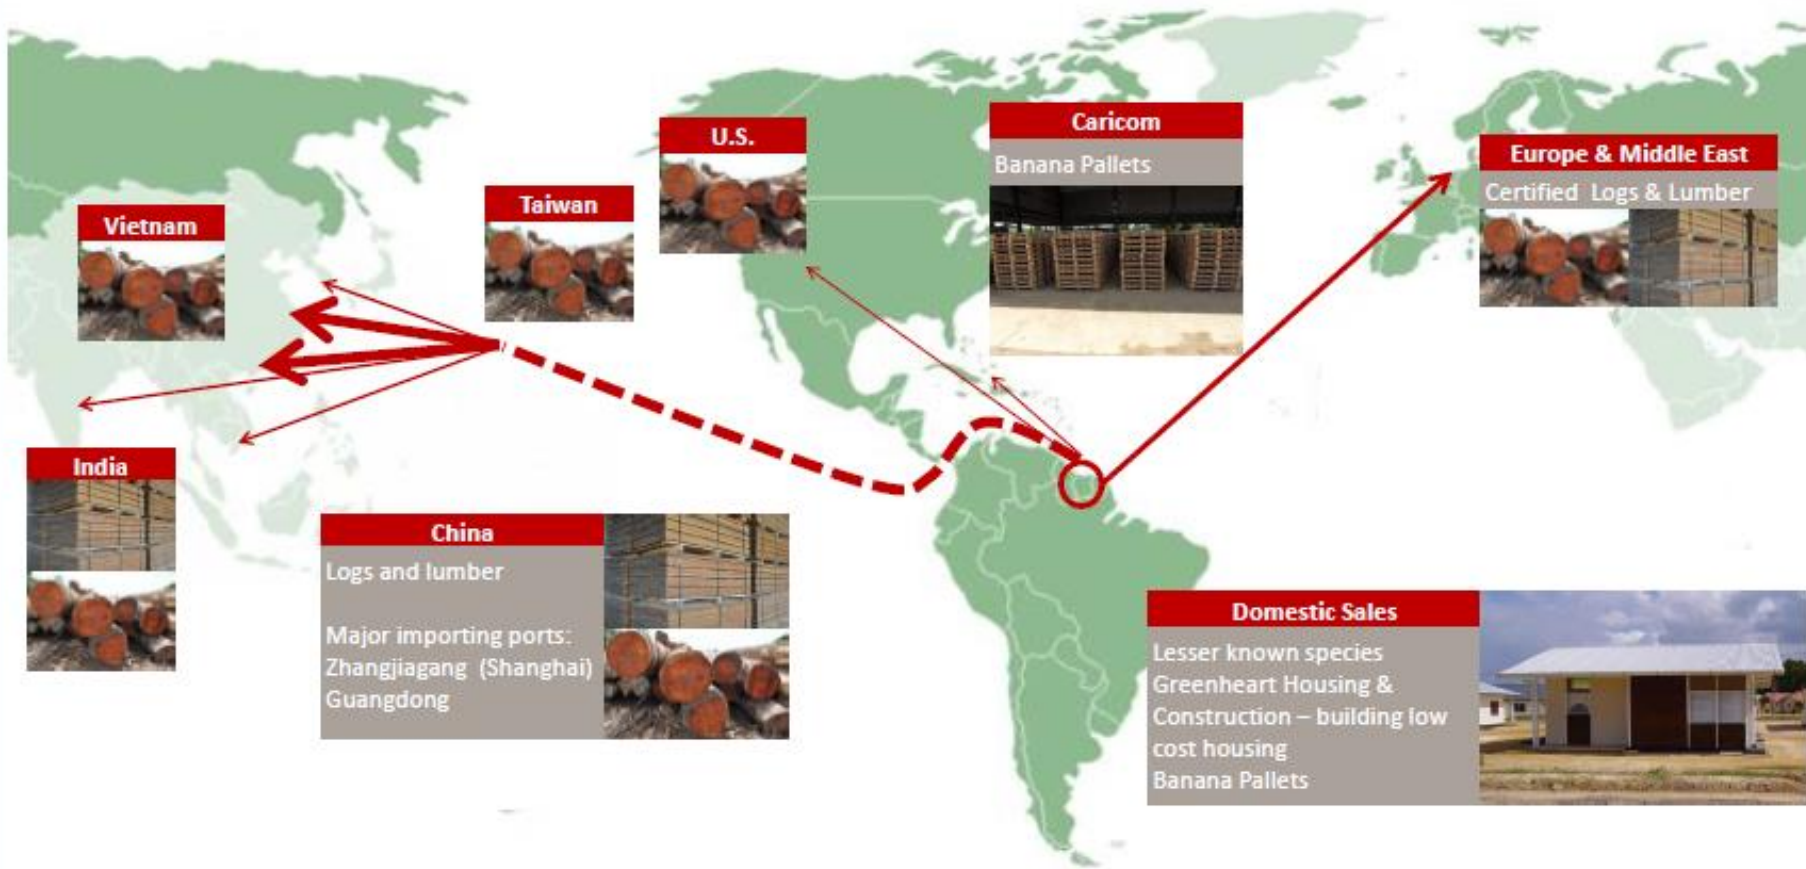 Vietnam
Taiwan
U.S.
Caricom
Banana Pallets
Europe & Middle East
Certified Logs & Lumber
India
China
Logs and lumber
Major importing ports:
Zhangjiagang (Shanghai)
Guangdong
Domestic Sales
Lesser known species
Greenheart Housing &
Construction – building low
cost housing
Banana Pallets